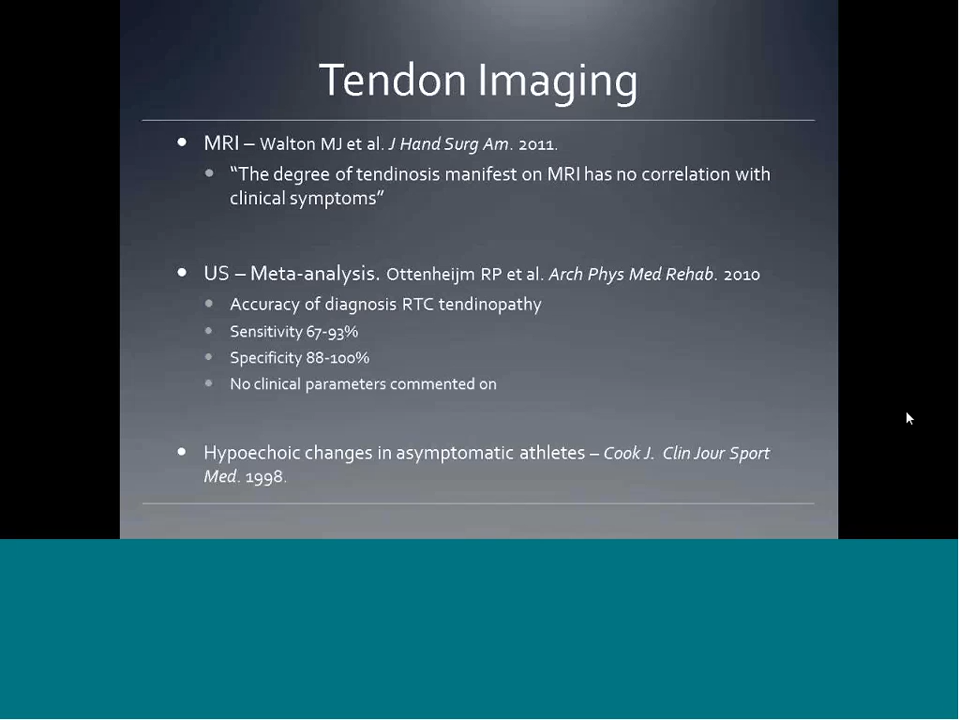 Tendon Imaging
• MRI – Walton MJ et al. J Hand Surg Am. 2011.
• “The degree of tendinosis manifest on MRI has no correlation with
clinical symptoms”
• US – Meta-analysis. Ottenheijm RP et al. Arch Phys Med Rehab. 2010
• Accuracy of diagnosis RTC tendinopathy
• Sensitivity 67-93%
• Specificity 88-100%
• No clinical parameters commented on
• Hypoechoic changes in asymptomatic athletes – Cook J. Clin Jour Sport
Med. 1998.